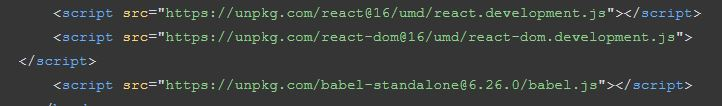 <script src="https://unpkg.com/react@16/umd/react.development.js"></script>
<script src="https://unpkg.com/react-dom@16/umd/react-dom.development.js">
</script>
<script src="https://unpkg.com/babel-standalone@6.26.0/babel.js"></script>